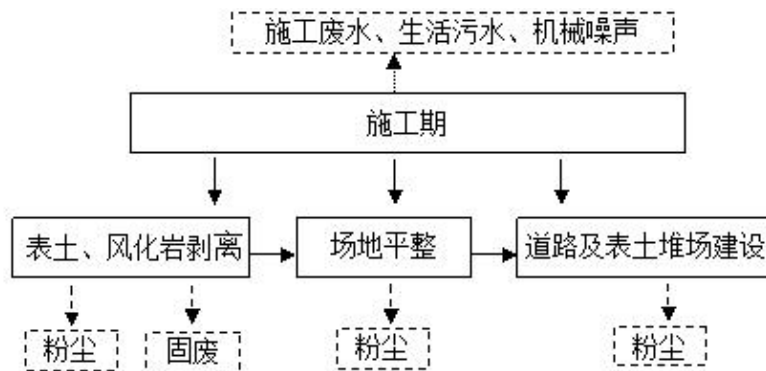 施工废水、生活污水、机械噪声
施工期
表土、风化岩剥离
场地平整
道路及表土堆场建设
粉尘
固废
粉尘
粉尘